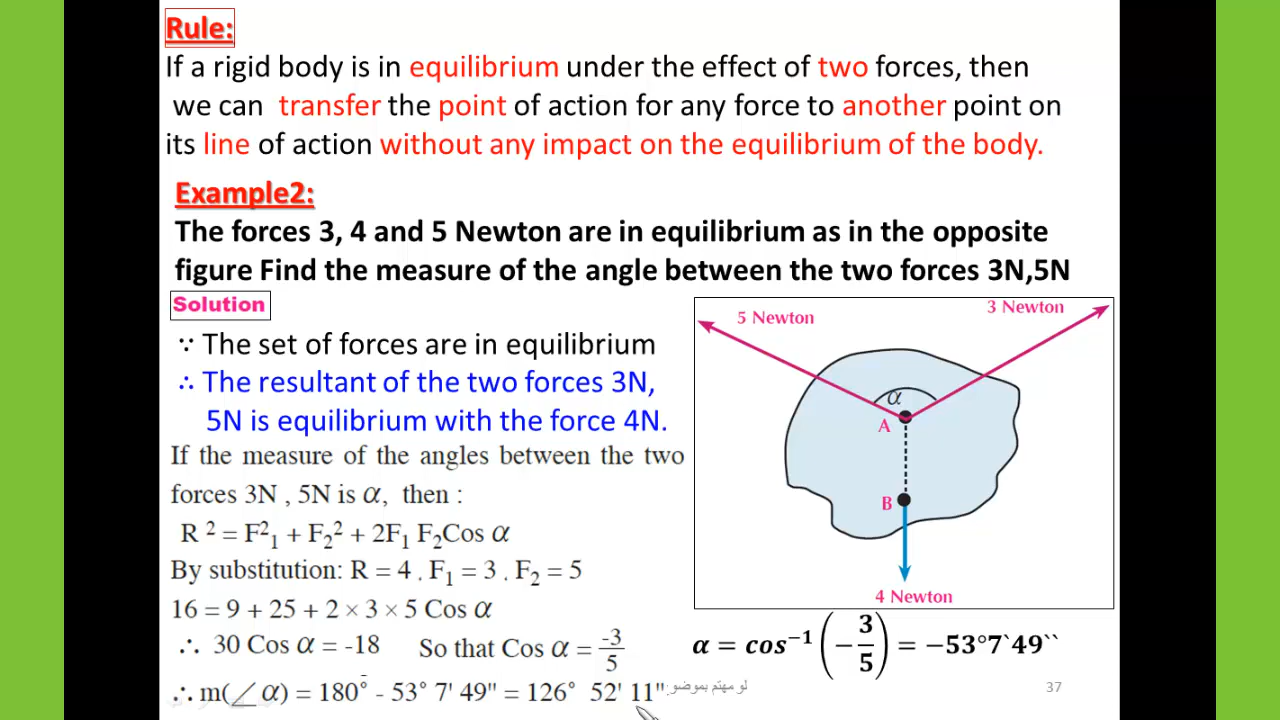 Rule:
If a rigid body is in equilibrium under the effect of two forces, then
we can transfer the point of action for any force to another point on
its line of action without any impact on the equilibrium of the body.
Example2:
The forces 3, 4 and 5 Newton are in equilibrium as in the opposite
figure Find the measure of the angle between the two forces 3N,5N
Solution
∵ The set of forces are in equilibrium
∴ The resultant of the two forces 3N,
5N is equilibrium with the force 4N.
If the measure of the angles between the two
forces 3N , 5N is α, then :
R ² = F²₁ + F₂² + 2F₁ F₂Cos α
By substitution: R = 4 . F₁ = 3 . F₂ = 5
16 = 9 + 25 + 2 × 3 × 5 Cos α
∴ 30 Cos α = -18 So that Cos α = -3/5
∴ m(∠ α) = 180° - 53° 7' 49" = 126° 52' 11"
5 Newton
3 Newton
α
A
B
4 Newton
α = cos⁻¹(−3/5) = −53°7`49``
لو مهتم بموضو
37